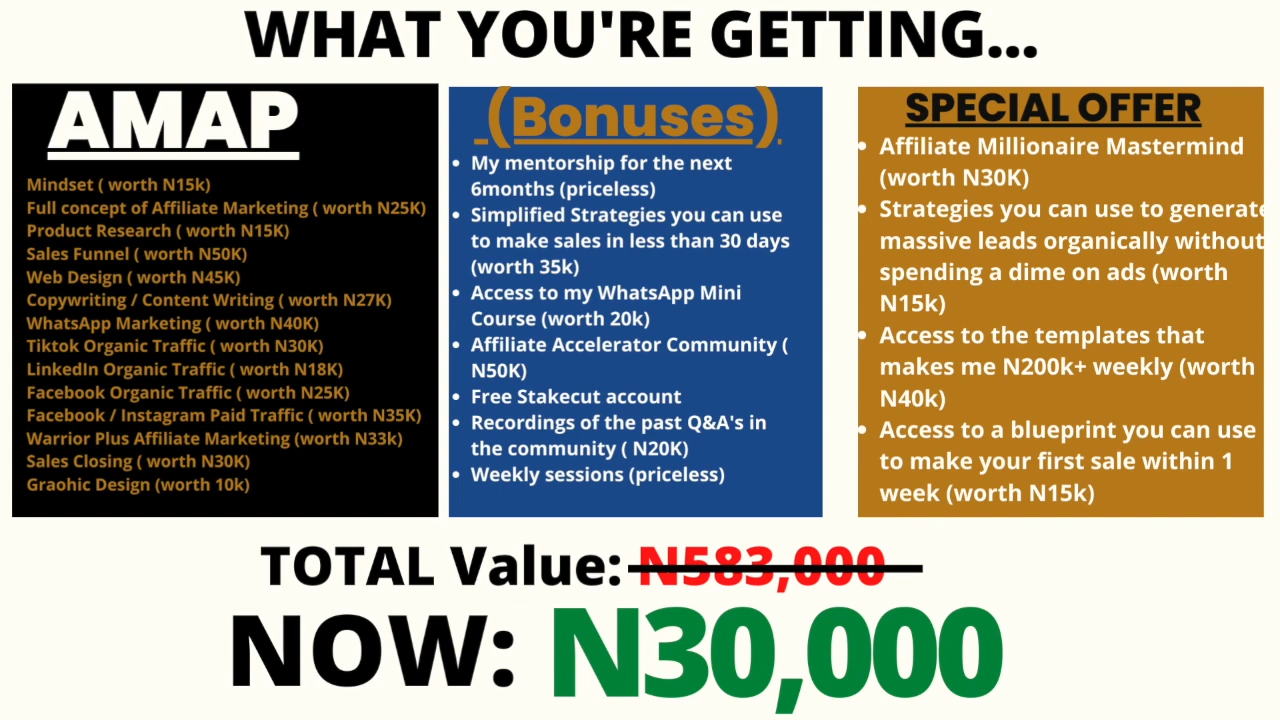 WHAT YOU'RE GETTING...
AMAP
Mindset ( worth N15k)
Full concept of Affiliate Marketing ( worth N25K)
Product Research ( worth N15K)
Sales Funnel ( worth N50K)
Web Design ( worth N45K)
Copywriting / Content Writing ( worth N27K)
WhatsApp Marketing ( worth N40K)
Tiktok Organic Traffic ( worth N30K)
LinkedIn Organic Traffic ( worth N18K)
Facebook Organic Traffic ( worth N25K)
Facebook / Instagram Paid Traffic ( worth N35K)
Warrior Plus Affiliate Marketing (worth N33k)
Sales Closing ( worth N30K)
Graohic Design (worth 10k)
(Bonuses)
• My mentorship for the next
6months (priceless)
• Simplified Strategies you can use
to make sales in less than 30 days
(worth 35k)
• Access to my WhatsApp Mini
Course (worth 20k)
• Affiliate Accelerator Community (
N50K)
• Free Stakecut account
• Recordings of the past Q&A's in
the community ( N20K)
• Weekly sessions (priceless)
SPECIAL OFFER
• Affiliate Millionaire Mastermind
(worth N30K)
• Strategies you can use to generate
massive leads organically without
spending a dime on ads (worth
N15k)
• Access to the templates that
makes me N200k+ weekly (worth
N40k)
• Access to a blueprint you can use
to make your first sale within 1
week (worth N15k)
TOTAL Value: N583,000
NOW: N30,000